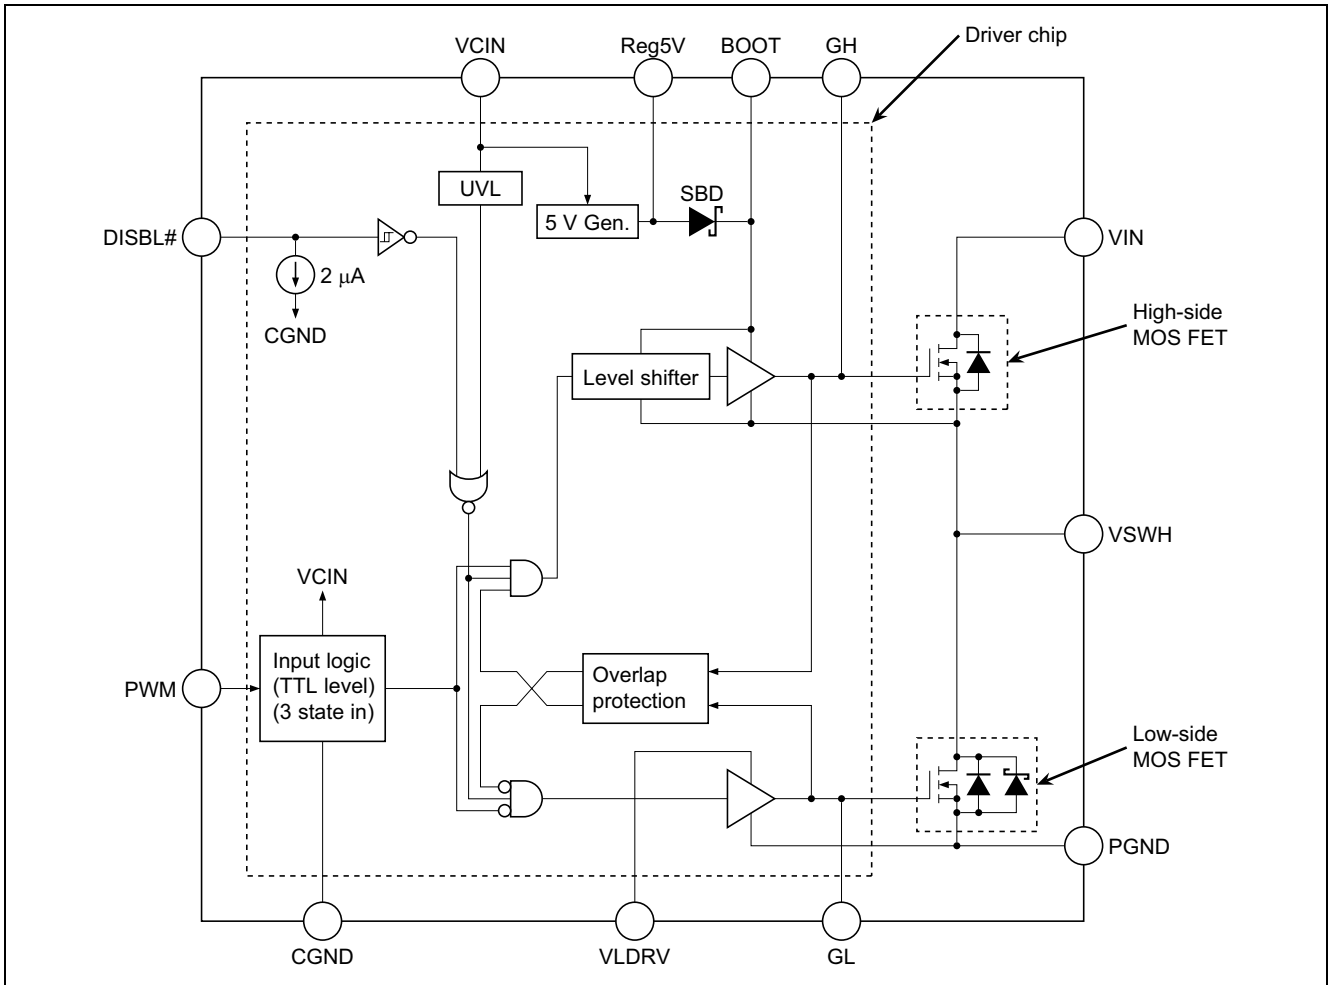 Driver chip
VCIN
Reg5V
BOOT
GH
UVL
SBD
5 V Gen.
DISBL#
2 μA
CGND
VIN
High-side
MOS FET
Level shifter
VSWH
VCIN
Input logic
(TTL level)
(3 state in)
PWM
Overlap
protection
Low-side
MOS FET
PGND
CGND
VLDRV
GL